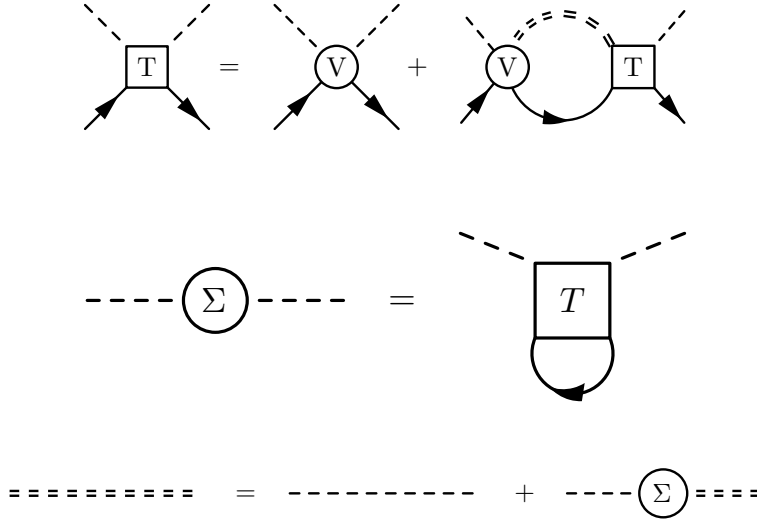 T = V + V T
Σ = T
= + Σ